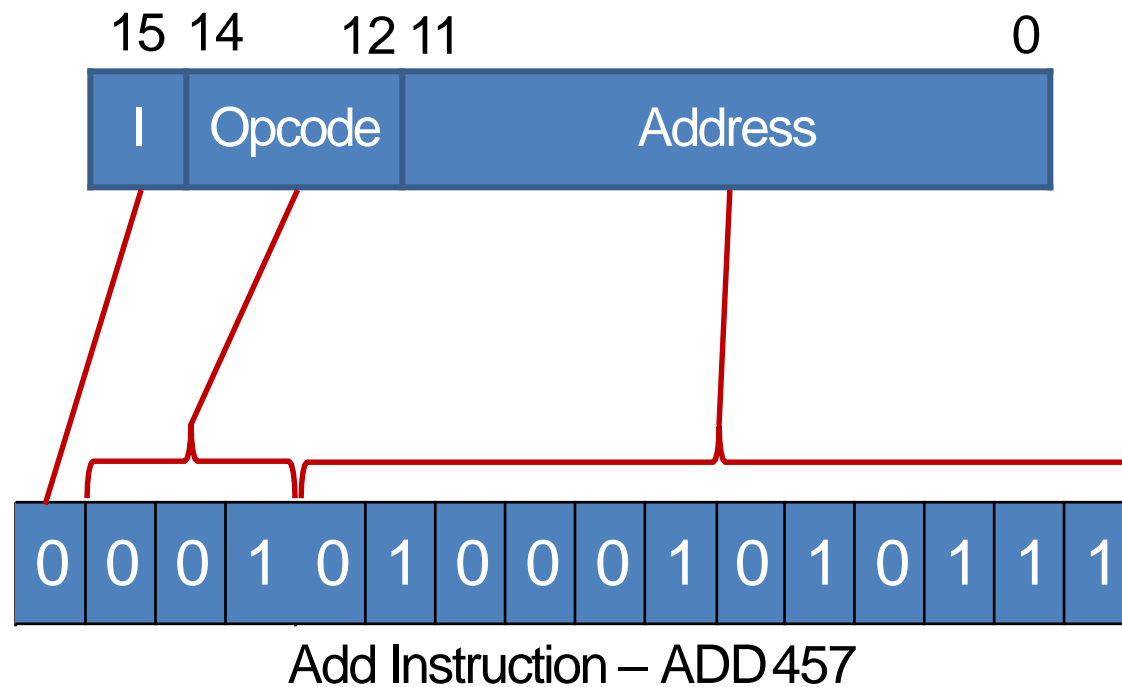 15 14 12 11 0
I Opcode Address
0 0 0 1 0 1 0 0 0 1 0 1 0 1 1 1
Add Instruction – ADD 457